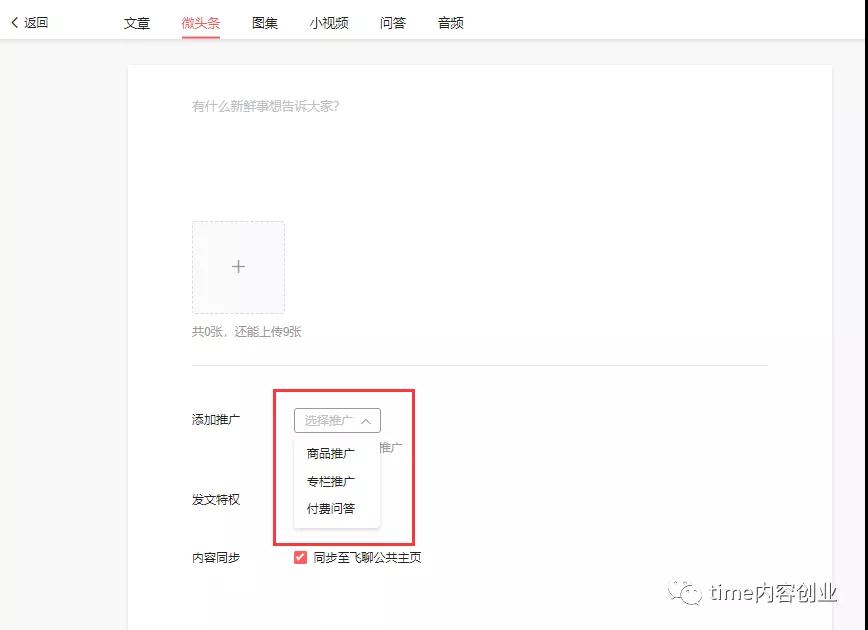 返回
文章 微头条 图集 小视频 问答 音频
有什么新鲜事想告诉大家?
共0张，还能上传9张
添加推广 选择推广
推广
商品推广
专栏推广
发文特权
付费问答
内容同步 同步至飞聊公共主页
time内容创业